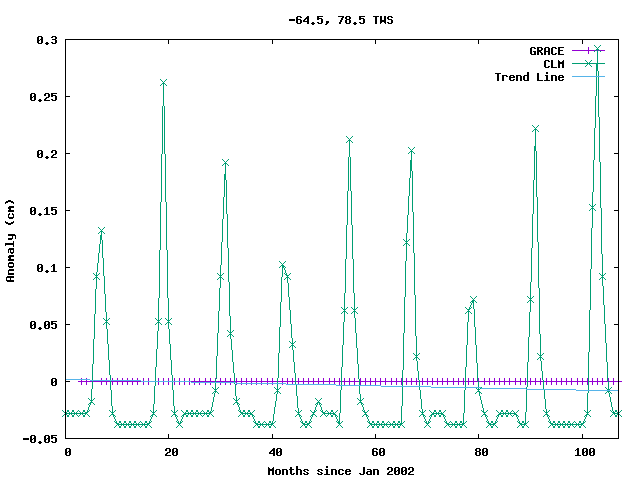 -64.5, 78.5 TWS
GRACE
CLM
Trend Line
0.3
0.25
0.2
0.15
0.1
0.05
0
-0.05
Anomaly (cm)
0 20 40 60 80 100
Months since Jan 2002